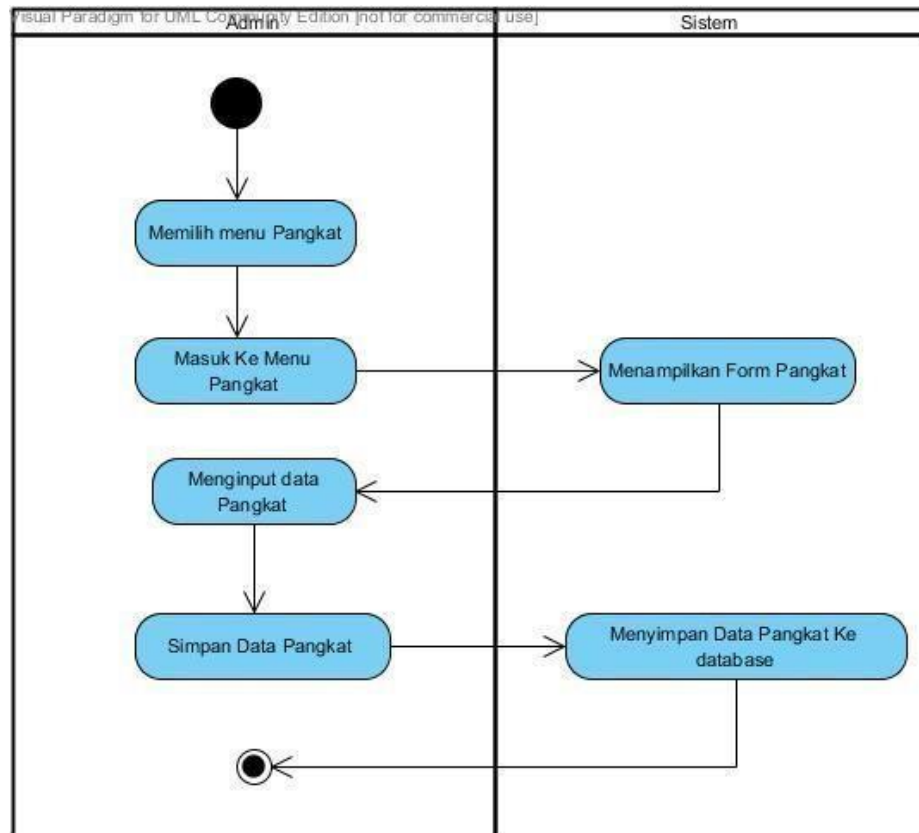 Visual Paradigm for UML Community Edition [not for commercial use]
Admin
Sistem
Memilih menu Pangkat
Masuk Ke Menu
Pangkat
Menampilkan Form Pangkat
Menginput data
Pangkat
Simpan Data Pangkat
Menyimpan Data Pangkat Ke
database